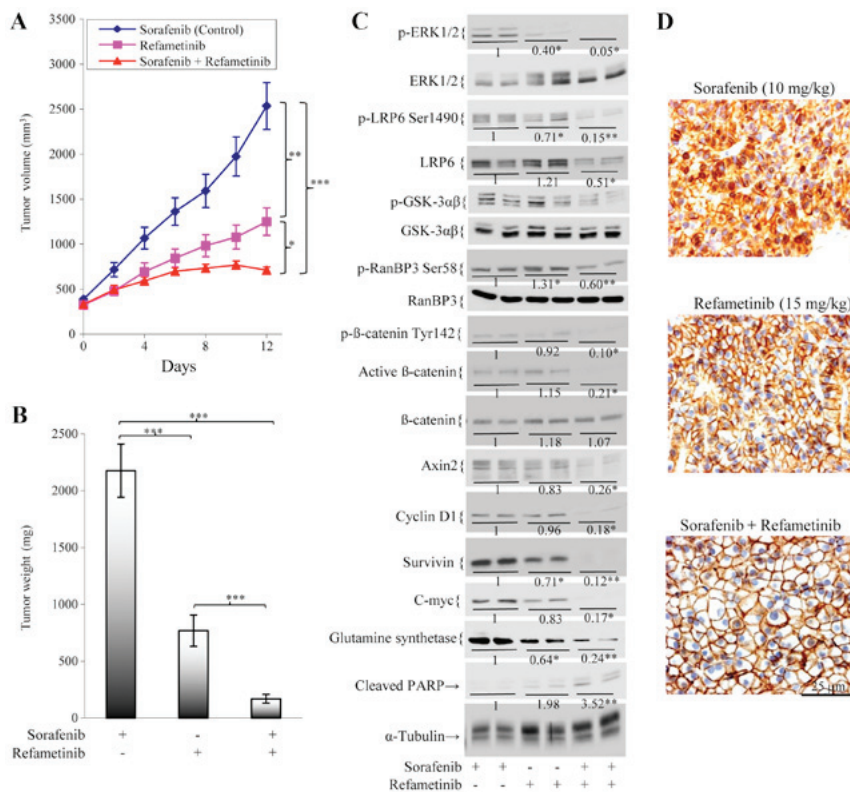 A
Sorafenib (Control)
Refametinib
Sorafenib + Refametinib
3500
3000
2500
2000
1500
1000
500
0
Tumor volume (mm³)
0 4 8 12
Days
**
***
*
B
***
***
***
2500
2000
1500
1000
500
0
Tumor weight (mg)
Sorafenib + - +
Refametinib - + +
C
p-ERK1/2{
1 0.40* 0.05*
ERK1/2{
p-LRP6 Ser1490{
1 0.71* 0.15**
LRP6{
1 1.21 0.51*
p-GSK-3αβ{
GSK-3αβ{
p-RanBP3 Ser58{
1 1.31* 0.60**
RanBP3{
p-ß-catenin Tyr142{
1 0.92 0.10*
Active ß-catenin{
1 1.15 0.21*
ß-catenin{
1 1.18 1.07
Axin2{
1 0.83 0.26*
Cyclin D1{
1 0.96 0.18*
Survivin{
1 0.71* 0.12**
C-myc{
1 0.83 0.17*
Glutamine synthetase{
1 0.64* 0.24**
Cleaved PARP→
1 1.98 3.52**
α-Tubulin→
Sorafenib + + - - + +
Refametinib - - + + + +
D
Sorafenib (10 mg/kg)
Refametinib (15 mg/kg)
Sorafenib + Refametinib
25 µm